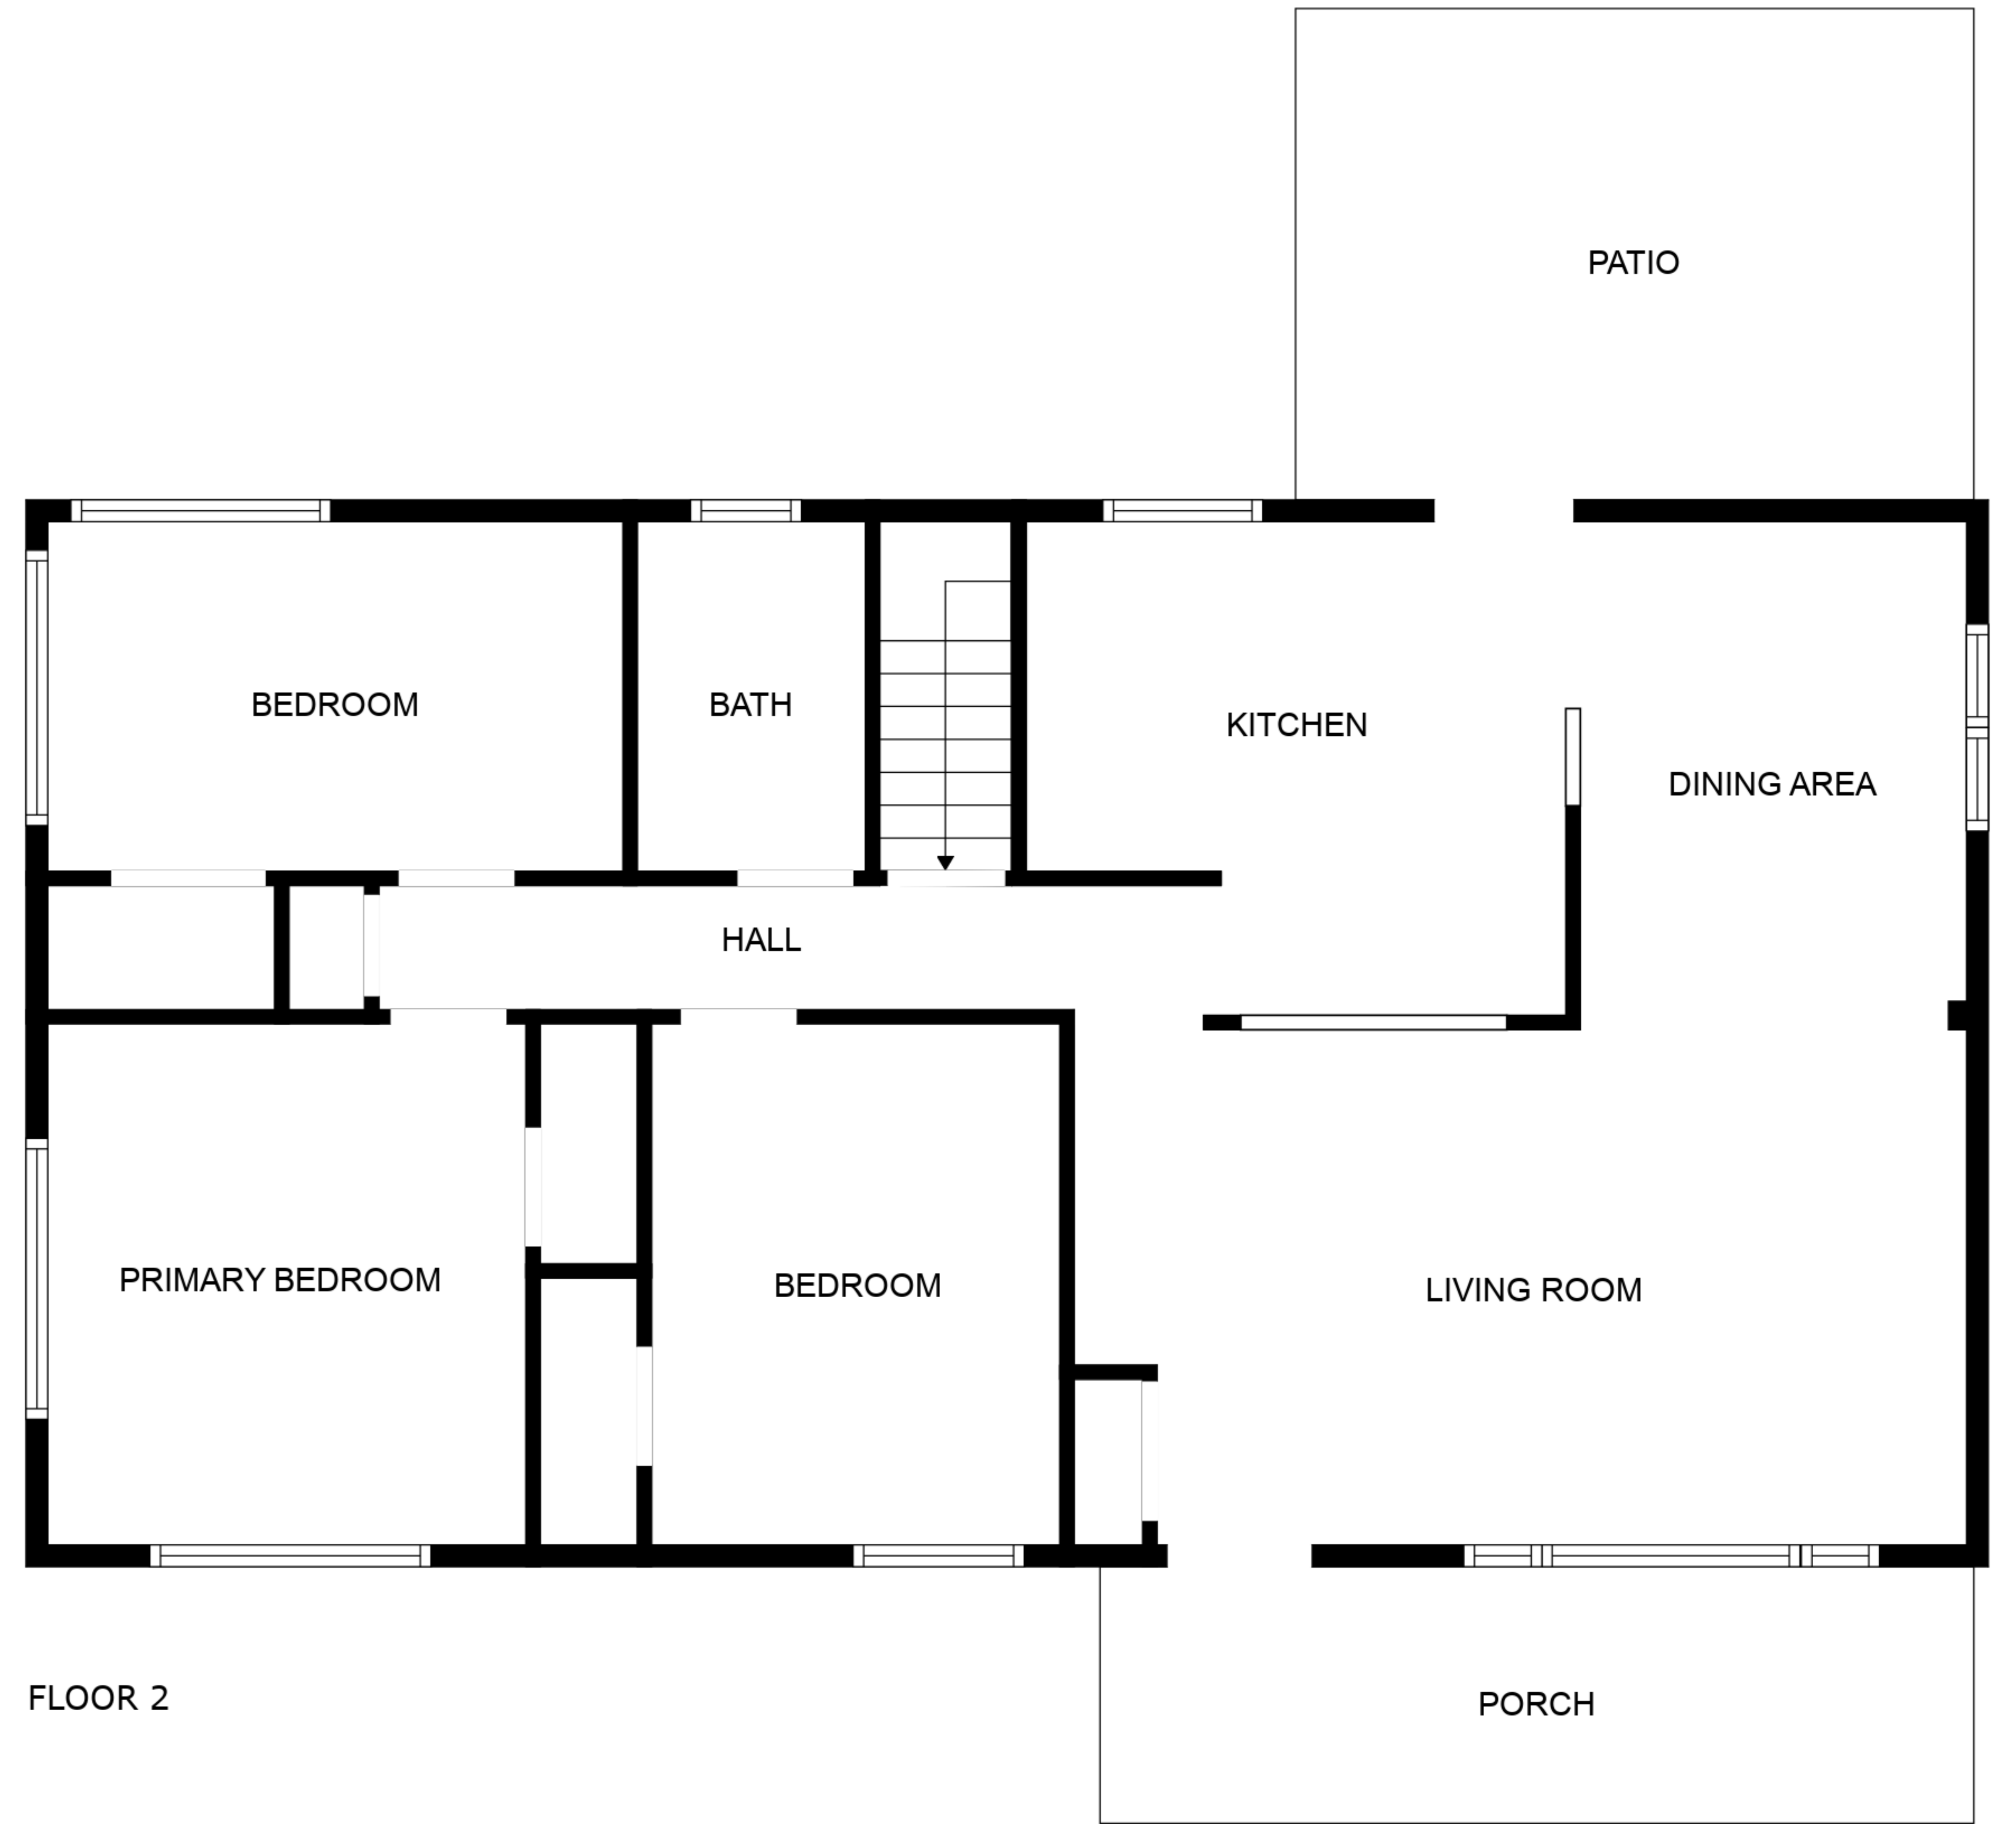 PATIO
BEDROOM
BATH
KITCHEN
DINING AREA
HALL
PRIMARY BEDROOM
BEDROOM
LIVING ROOM
FLOOR 2
PORCH